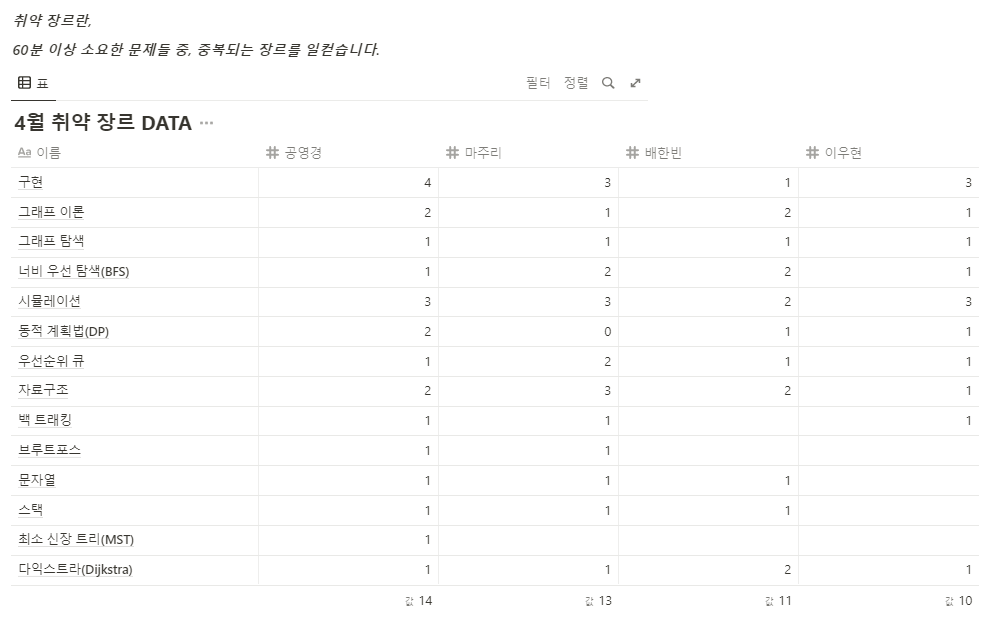 취약 장르란,
60분 이상 소요한 문제들 중, 중복되는 장르를 일컫습니다.
표 필터 정렬
4월 취약 장르 DATA ...
Aa 이름 # 공영경 # 마주리 # 배한빈 # 이우현
구현 4 3 1 3
그래프 이론 2 1 2 1
그래프 탐색 1 1 1 1
너비 우선 탐색(BFS) 1 2 2 1
시뮬레이션 3 3 2 3
동적 계획법(DP) 2 0 1 1
우선순위 큐 1 2 1 1
자료구조 2 3 2 1
백 트래킹 1 1 1
브루트포스 1 1
문자열 1 1 1
스택 1 1 1
최소 신장 트리(MST) 1
다익스트라(Dijkstra) 1 1 2 1
값 14 값 13 값 11 값 10